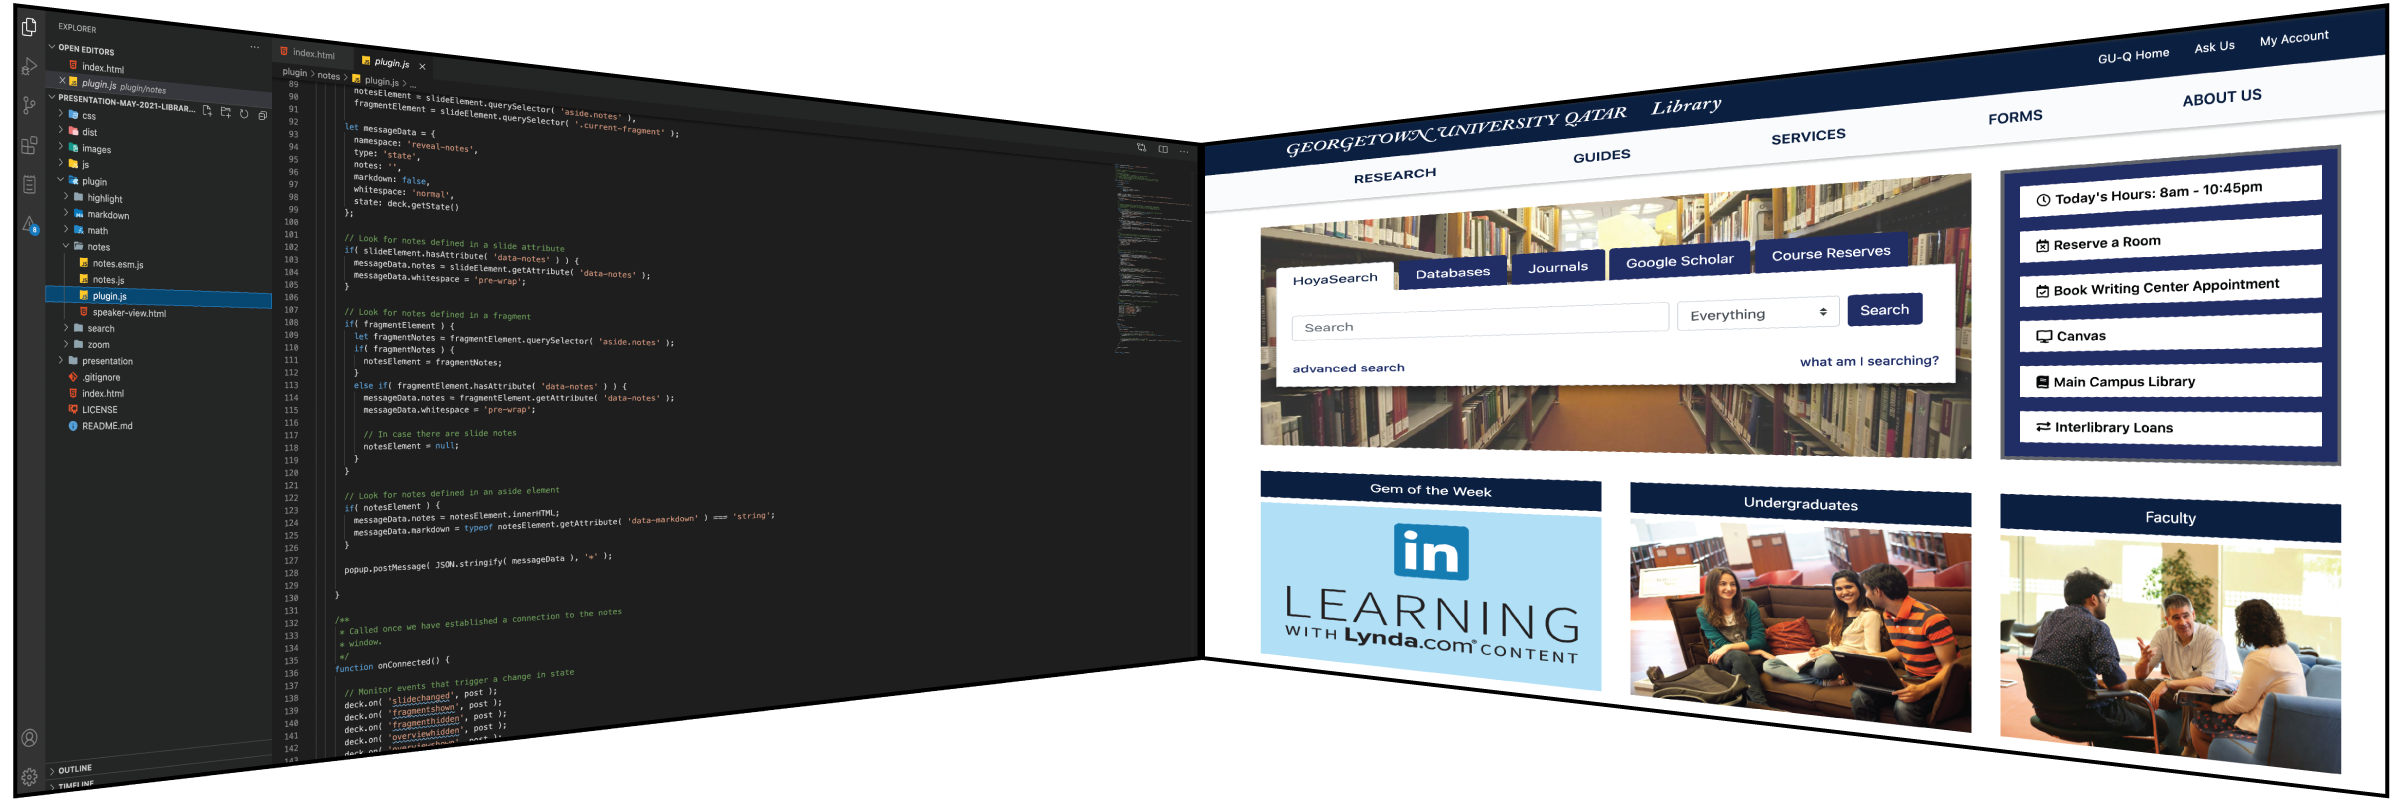 EXPLORER
OPEN EDITORS
index.html
plugin.js plugin/notes
PRESENTATION-MAY-2021-LIBRAR...
css
dist
images
js
plugin
highlight
markdown
math
notes
notes.esm.js
notes.js
plugin.js
speaker-view.html
search
zoom
presentation
.gitignore
index.html
LICENSE
README.md
OUTLINE
TIMELINE
8
index.html
plugin.js
plugin > notes > plugin.js > ...
89
90 notesElement = slideElement.querySelector( 'aside.notes' ),
91 fragmentElement = slideElement.querySelector( '.current-fragment' );
92
93 let messageData = {
94 namespace: 'reveal-notes',
95 type: 'state',
96 notes: '',
97 markdown: false,
98 whitespace: 'normal',
99 state: deck.getState()
100 };
101
102 // Look for notes defined in a slide attribute
103 if( slideElement.hasAttribute( 'data-notes' ) ) {
104 messageData.notes = slideElement.getAttribute( 'data-notes' );
105 messageData.whitespace = 'pre-wrap';
106 }
107
108 // Look for notes defined in a fragment
109 if( fragmentElement ) {
110 let fragmentNotes = fragmentElement.querySelector( 'aside.notes' );
111 if( fragmentNotes ) {
112 notesElement = fragmentNotes;
113 }
114 else if( fragmentElement.hasAttribute( 'data-notes' ) ) {
115 messageData.notes = fragmentElement.getAttribute( 'data-notes' );
116 messageData.whitespace = 'pre-wrap';
117
118 // In case there are slide notes
119 notesElement = null;
120 }
121 }
122
123 // Look for notes defined in an aside element
124 if( notesElement ) {
125 messageData.notes = notesElement.innerHTML;
126 messageData.markdown = typeof notesElement.getAttribute( 'data-markdown' ) === 'string';
127 }
128
129 popup.postMessage( JSON.stringify( messageData ), '*' );
130
131 }
132
133 /**
134 * Called once we have established a connection to the notes
135 * window.
136 */
137 function onConnected() {
138
139 // Monitor events that trigger a change in state
140 deck.on( 'slidechanged', post );
141 deck.on( 'fragmentshown', post );
142 deck.on( 'fragmenthidden', post );
deck.on( 'overviewhidden', post );
deck.on( 'overviewshown', post );
GU-Q Home
Ask Us
My Account
GEORGETOWN UNIVERSITY QATAR Library
RESEARCH
GUIDES
SERVICES
FORMS
ABOUT US
HoyaSearch
Databases
Journals
Google Scholar
Course Reserves
Search
Everything
Search
advanced search
what am I searching?
Today's Hours: 8am - 10:45pm
Reserve a Room
Book Writing Center Appointment
Canvas
Main Campus Library
Interlibrary Loans
Gem of the Week
in
LEARNING
WITH Lynda.com® CONTENT
Undergraduates
Faculty